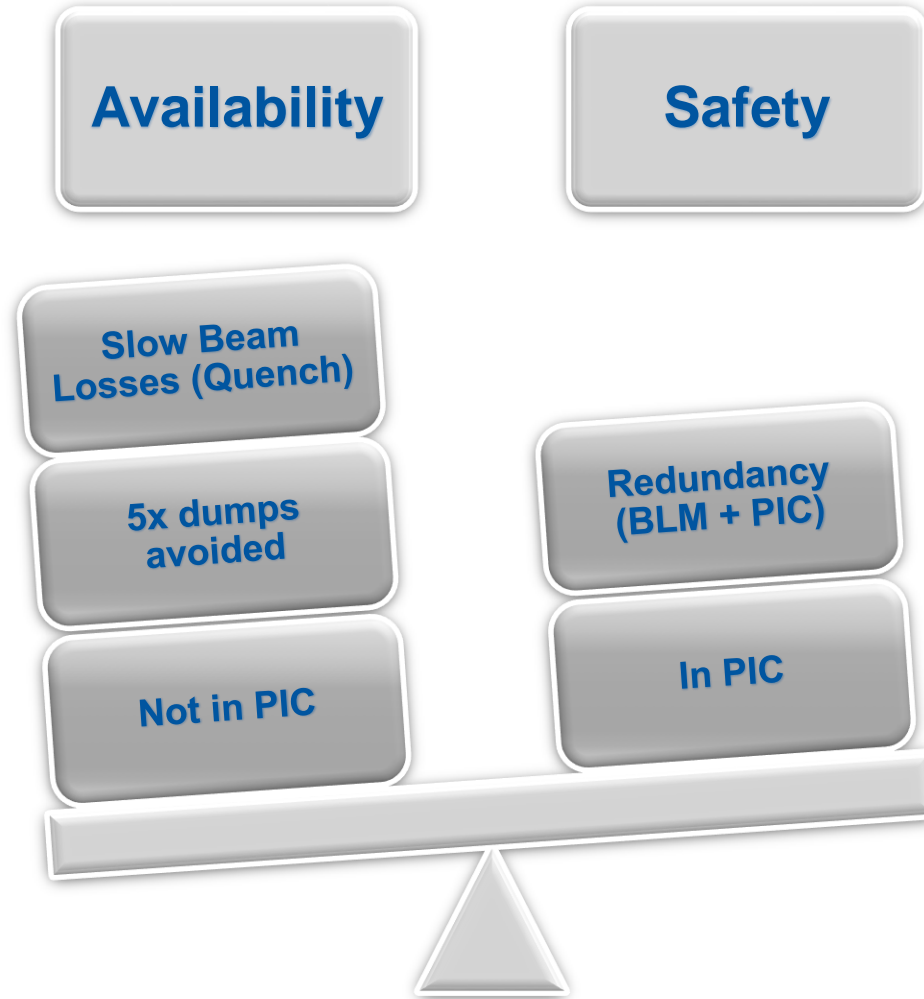 Availability
Safety
Slow Beam
Losses (Quench)
5x dumps
avoided
Not in PIC
Redundancy
(BLM + PIC)
In PIC